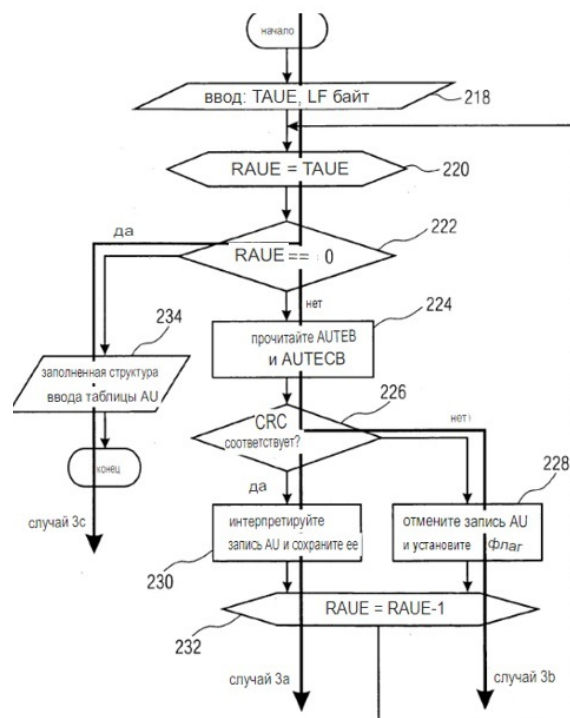 начало
ввод: TAUE, LF байт
218
RAUE = TAUE
220
да
222
RAUE == 0
нет
224
234
прочитайте AUTEB
и AUTECB
заполненная структура
ввода таблицы AU
226
CRC
соответствует?
нет
конец
да
228
случай 3c
интерпретируйте
запись AU и сохраните ее
отмените запись AU
и установите флаг
230
RAUE = RAUE-1
232
случай 3a
случай 3b